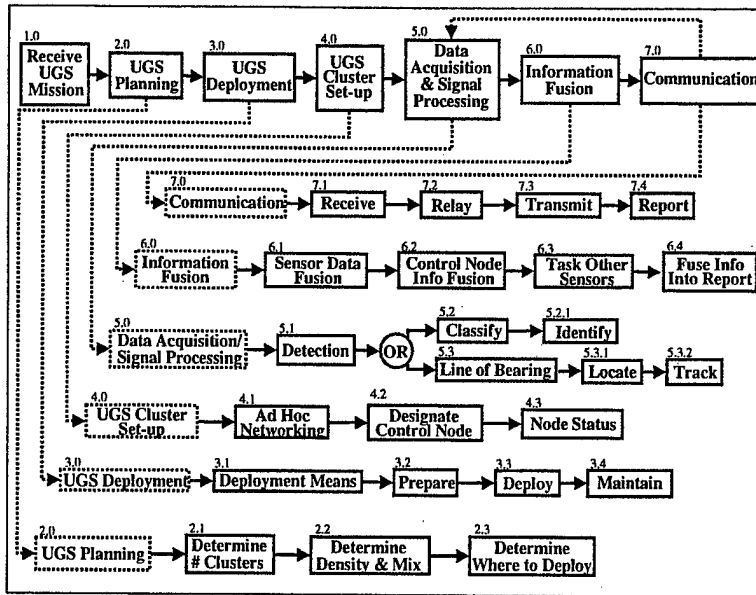 1.0
Receive
UGS
Mission
2.0
UGS
Planning
3.0
UGS
Deployment
4.0
UGS
Cluster
Set-up
5.0
Data
Acquisition
& Signal
Processing
6.0
Information
Fusion
7.0
Communication
7.0
Communication
7.1
Receive
7.2
Relay
7.3
Transmit
7.4
Report
6.0
Information
Fusion
6.1
Sensor Data
Fusion
6.2
Control Node
Info Fusion
6.3
Task Other
Sensors
6.4
Fuse Info
Into Report
5.0
Data Acquisition/
Signal Processing
5.1
Detection
OR
5.2
Classify
5.2.1
Identify
5.3
Line of Bearing
5.3.1
Locate
5.3.2
Track
4.0
UGS Cluster
Set-up
4.1
Ad Hoc
Networking
4.2
Designate
Control Node
4.3
Node Status
3.0
UGS Deployment
3.1
Deployment Means
3.2
Prepare
3.3
Deploy
3.4
Maintain
2.0
UGS Planning
2.1
Determine
# Clusters
2.2
Determine
Density & Mix
2.3
Determine
Where to Deploy